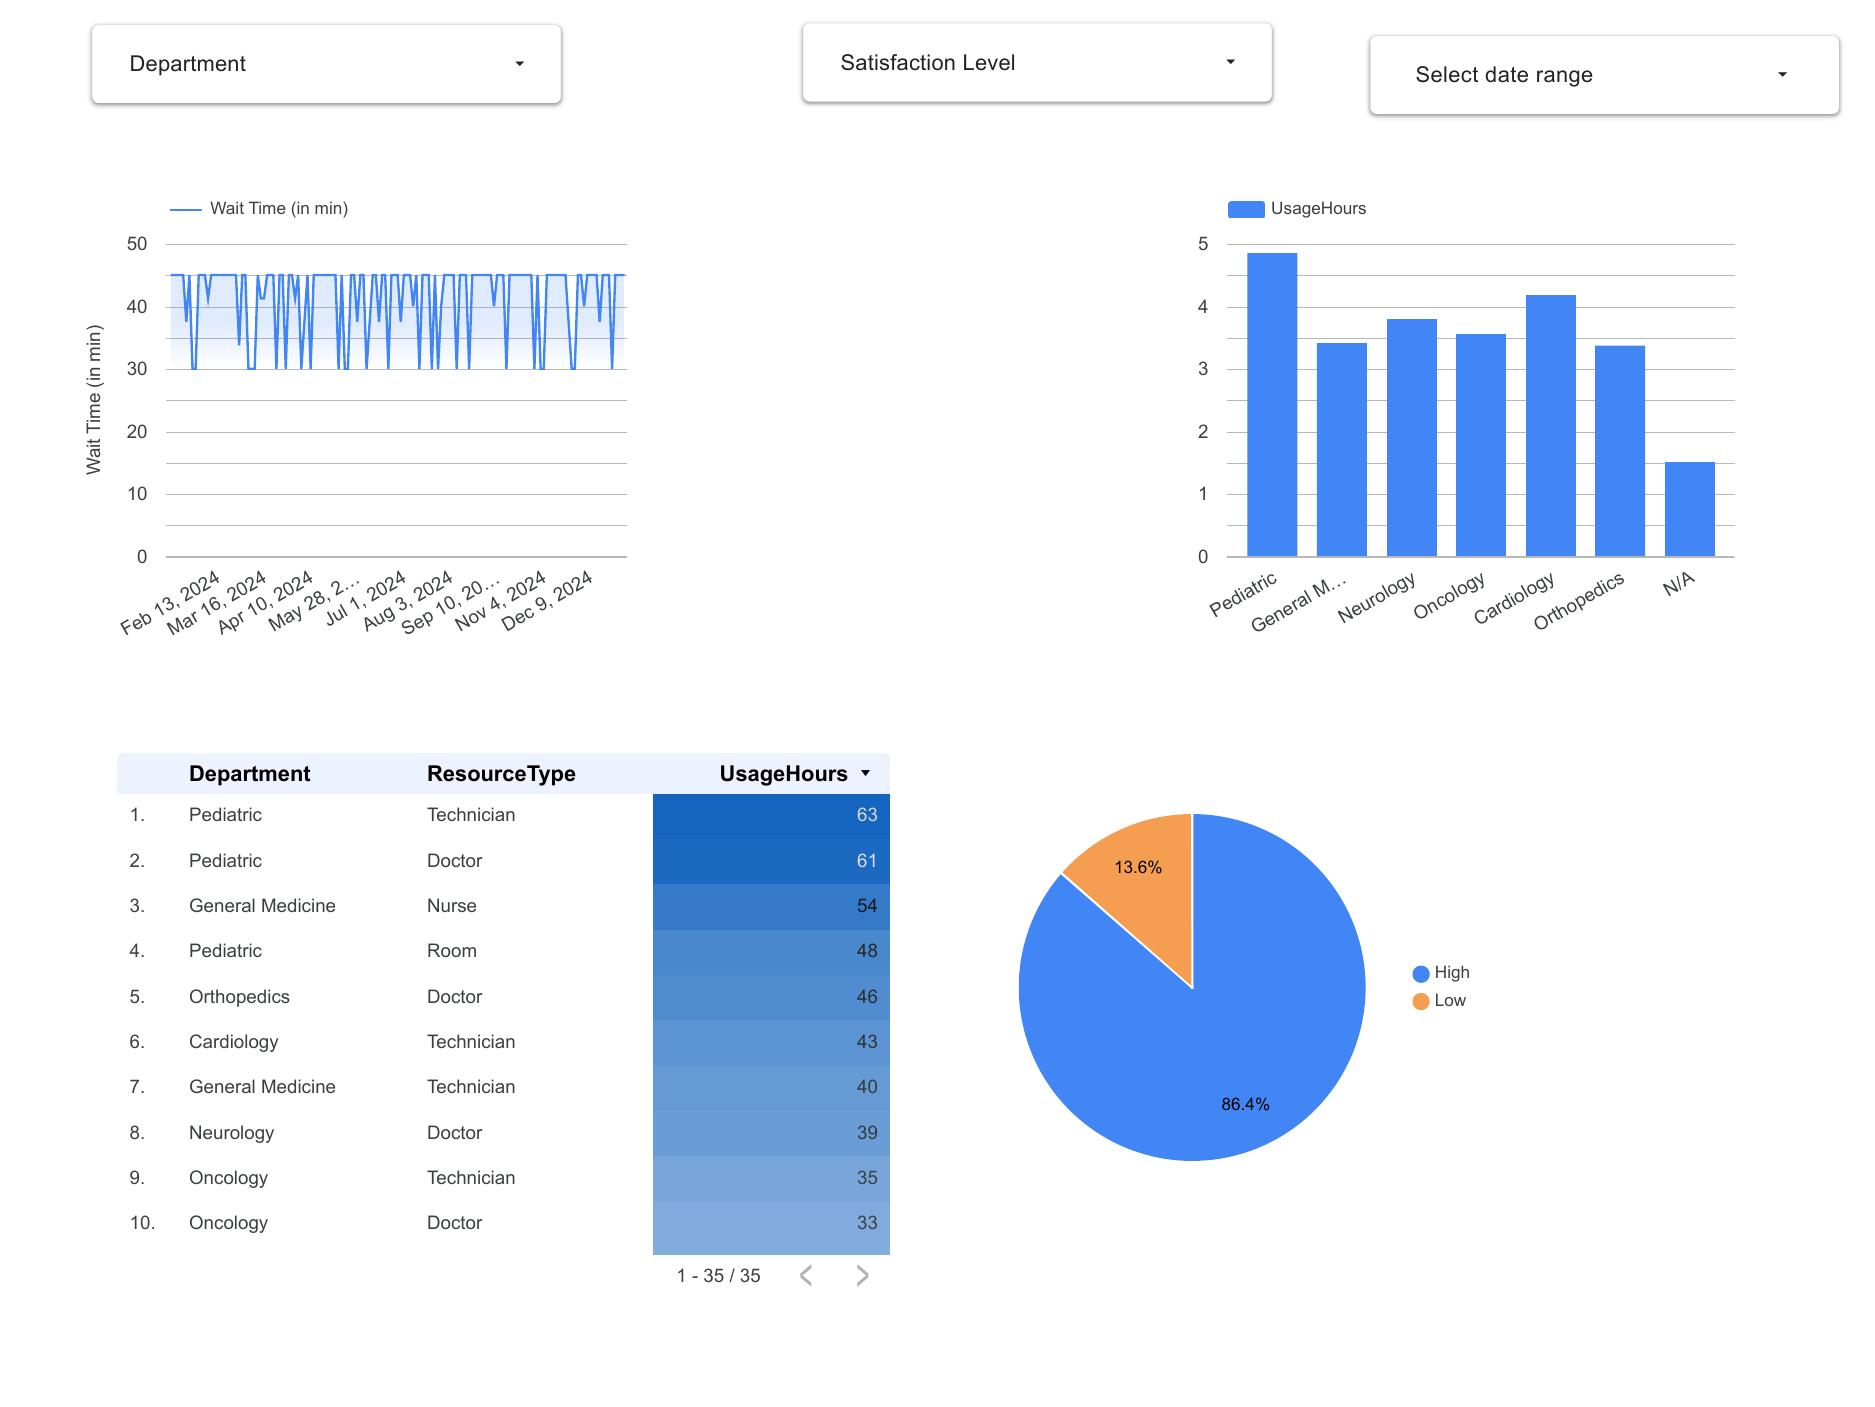 Department
Satisfaction Level
Select date range
Wait Time (in min)
50
40
30
20
10
0
Wait Time (in min)
Feb 13, 2024
Mar 16, 2024
Apr 10, 2024
May 28, 2…
Jul 1, 2024
Aug 3, 2024
Sep 10, 20…
Nov 4, 2024
Dec 9, 2024
UsageHours
5
4
3
2
1
0
Pediatric
General M…
Neurology
Oncology
Cardiology
Orthopedics
N/A
Department ResourceType UsageHours
1. Pediatric Technician 63
2. Pediatric Doctor 61
3. General Medicine Nurse 54
4. Pediatric Room 48
5. Orthopedics Doctor 46
6. Cardiology Technician 43
7. General Medicine Technician 40
8. Neurology Doctor 39
9. Oncology Technician 35
10. Oncology Doctor 33
1 - 35 / 35
13.6%
86.4%
High
Low